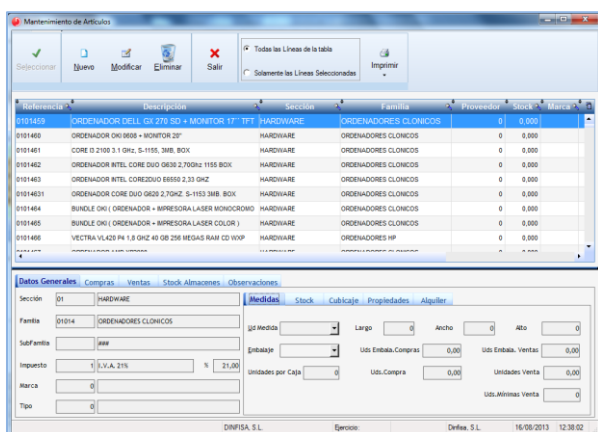 Mantenimiento de Artículos
Seleccionar Nuevo Modificar Eliminar Salir
Todas las Líneas de la tabla
Solamente las Líneas Seleccionadas
Imprimir
Referencia Descripción Sección Familia Proveedor Stock Marca
0101459 ORDENADOR DELL GX 270 SD + MONITOR 17'' TFT HARDWARE ORDENADORES CLONICOS 0 0,000
0101460 ORDENADOR OKI 8608 + MONITOR 20" HARDWARE ORDENADORES CLONICOS 0 0,000
0101461 CORE I3 2100 3.1 GHz, S-1155, 3MB, BOX HARDWARE ORDENADORES CLONICOS 0 0,000
0101462 ORDENADOR INTEL CORE DUO G630 2,70Ghz 1155 BOX HARDWARE ORDENADORES CLONICOS 0 0,000
0101463 ORDENADOR INTEL CORE2DUO E6550 2,33 GHZ HARDWARE ORDENADORES CLONICOS 0 0,000
01014631 ORDENADOR CORE DUO G620 2,7GHZ. S-1153 3MB. BOX HARDWARE ORDENADORES CLONICOS 0 0,000
0101464 BUNDLE OKI ( ORDENADOR + IMPRESORA LASER MONOCROMO HARDWARE ORDENADORES CLONICOS 0 0,000
0101465 BUNDLE OKI ( ORDENADOR + IMPRESORA LASER COLOR ) HARDWARE ORDENADORES CLONICOS 0 0,000
0101466 VECTRA VL420 P4 1,8 GHZ 40 GB 256 MEGAS RAM CD WXP HARDWARE ORDENADORES HP 0 0,000
Datos Generales Compras Ventas Stock Almacenes Observaciones
Sección 01 HARDWARE
Familia 01014 ORDENADORES CLONICOS
SubFamilia ###
Impuesto 1 I.V.A. 21% % 21,00
Marca 0
Tipo 0
Medidas Stock Cubicaje Propiedades Alquiler
Ud Medida Largo 0 Ancho 0 Alto 0
Embalaje Uds Embala.Compras 0,00 Uds Embala. Ventas 0,00
Unidades por Caja 0 Uds.Compra 0,00 Unidades Venta 0,00
Uds.Mínimas Venta 0
DINFISA, S.L. Ejercicio: Dinfisa, S.L. 16/08/2013 12:38:02